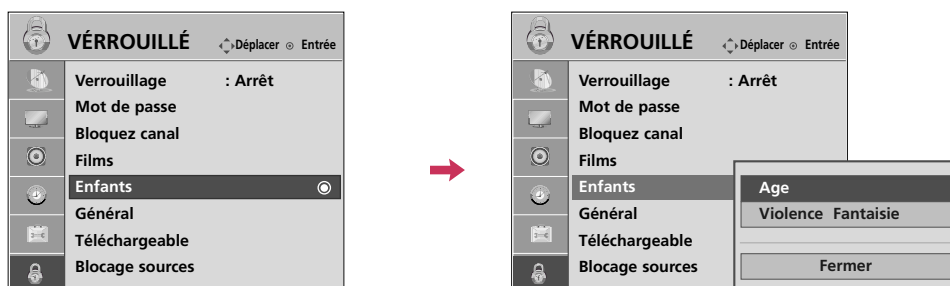 VÉRROUILLÉ Déplacer Entrée
Verrouillage : Arrêt
Mot de passe
Bloquez canal
Films
Enfants
Général
Téléchargeable
Blocage sources
VÉRROUILLÉ Déplacer Entrée
Verrouillage : Arrêt
Mot de passe
Bloquez canal
Films
Enfants
Général
Téléchargeable
Blocage sources
Age
Violence Fantaisie
Fermer